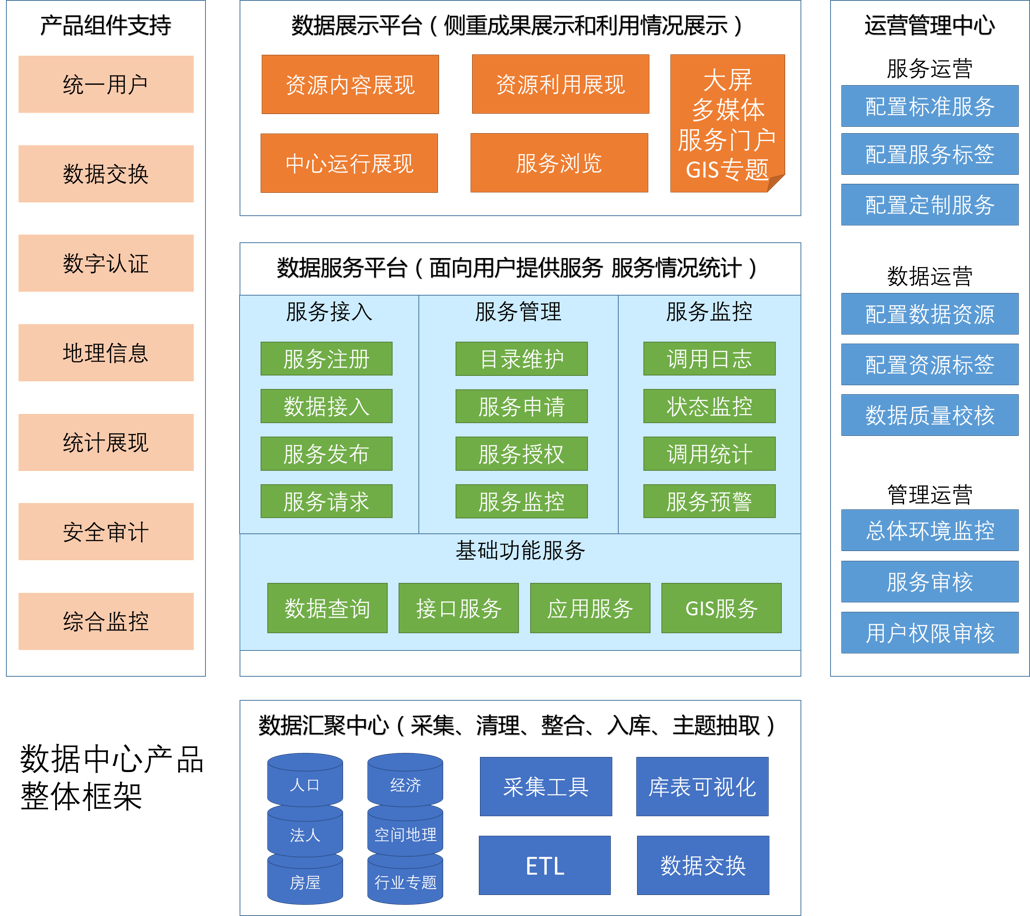 产品组件支持
统一用户
数据交换
数字认证
地理信息
统计展现
安全审计
综合监控
数据展示平台（侧重成果展示和利用情况展示）
资源内容展现
资源利用展现
中心运行展现
服务浏览
大屏
多媒体
服务门户
GIS专题
数据服务平台（面向用户提供服务 服务情况统计）
服务接入
服务注册
数据接入
服务发布
服务请求
服务管理
目录维护
服务申请
服务授权
服务监控
服务监控
调用日志
状态监控
调用统计
服务预警
基础功能服务
数据查询
接口服务
应用服务
GIS服务
运营管理中心
服务运营
配置标准服务
配置服务标签
配置定制服务
数据运营
配置数据资源
配置资源标签
数据质量校核
管理运营
总体环境监控
服务审核
用户权限审核
数据中心产品
整体框架
数据汇聚中心（采集、清理、整合、入库、主题抽取）
人口
法人
房屋
经济
空间地理
行业专题
采集工具
库表可视化
ETL
数据交换